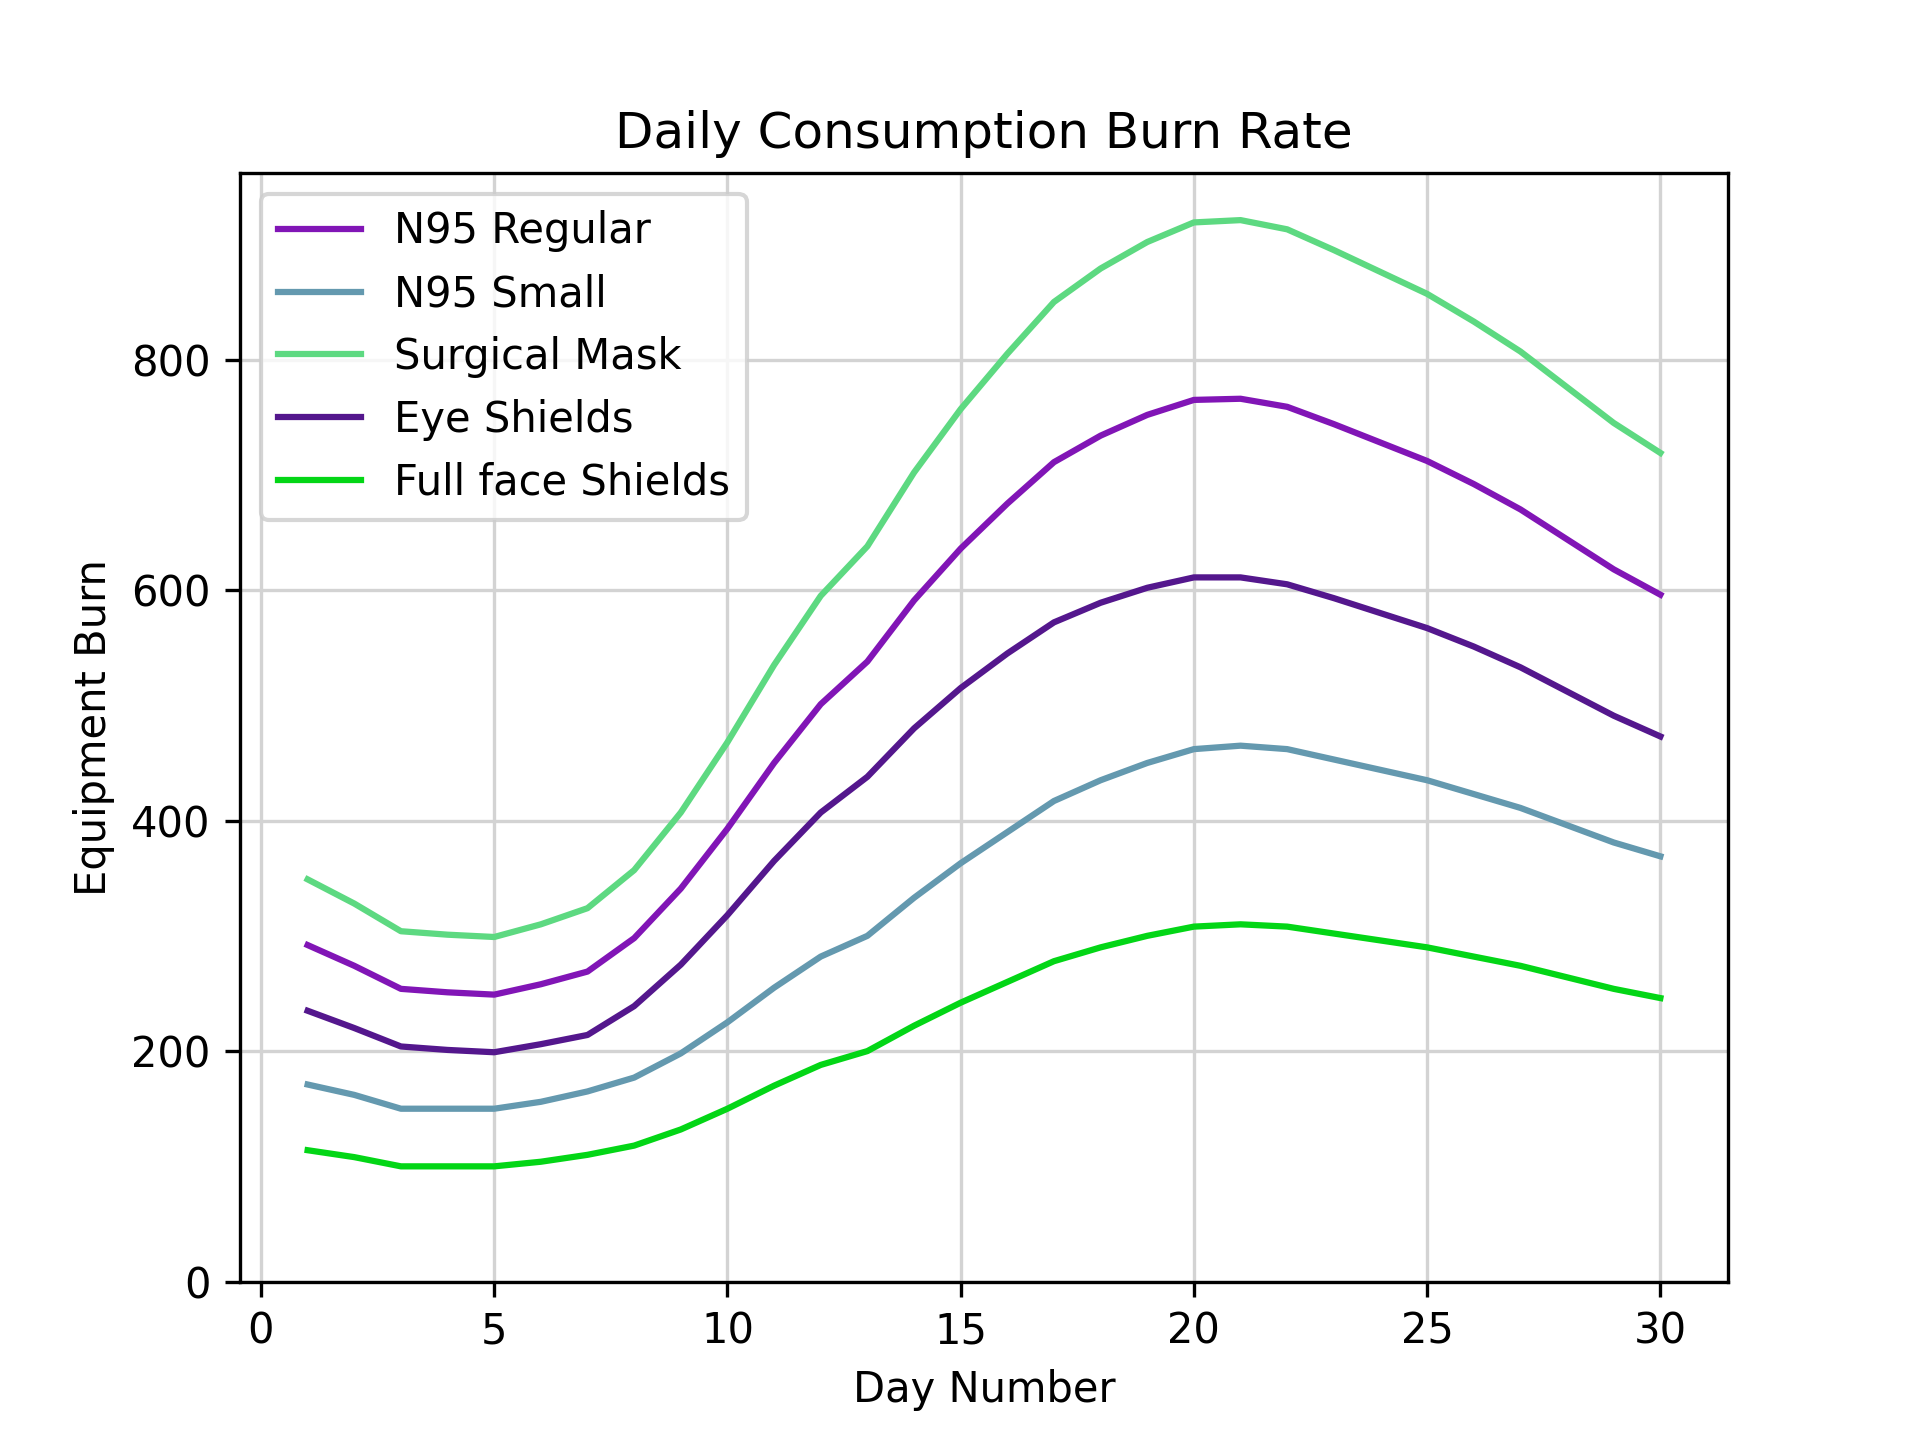 Daily Consumption Burn Rate
N95 Regular
N95 Small
Surgical Mask
Eye Shields
Full face Shields
Equipment Burn
800
600
400
200
0
0 5 10 15 20 25 30
Day Number